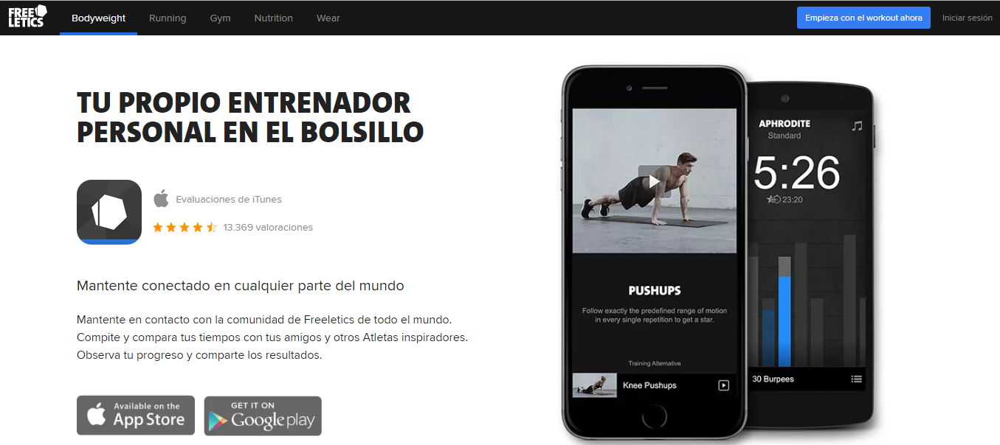 FREE
LETICS
Bodyweight
Running
Gym
Nutrition
Wear
Empieza con el workout ahora
Iniciar sesión
TU PROPIO ENTRENADOR
PERSONAL EN EL BOLSILLO
Evaluaciones de iTunes
13.369 valoraciones
Mantente conectado en cualquier parte del mundo
Mantente en contacto con la comunidad de Freeletics de todo el mundo.
Compite y compara tus tiempos con tus amigos y otros Atletas inspiradores.
Observa tu progreso y comparte los resultados.
Available on the
App Store
GET IT ON
Google play
PUSHUPS
Follow exactly the predefined range of motion
in every single repetition to get a star.
Training Alternative
Knee Pushups
APHRODITE
Standard
5:26
23:20
30 Burpees